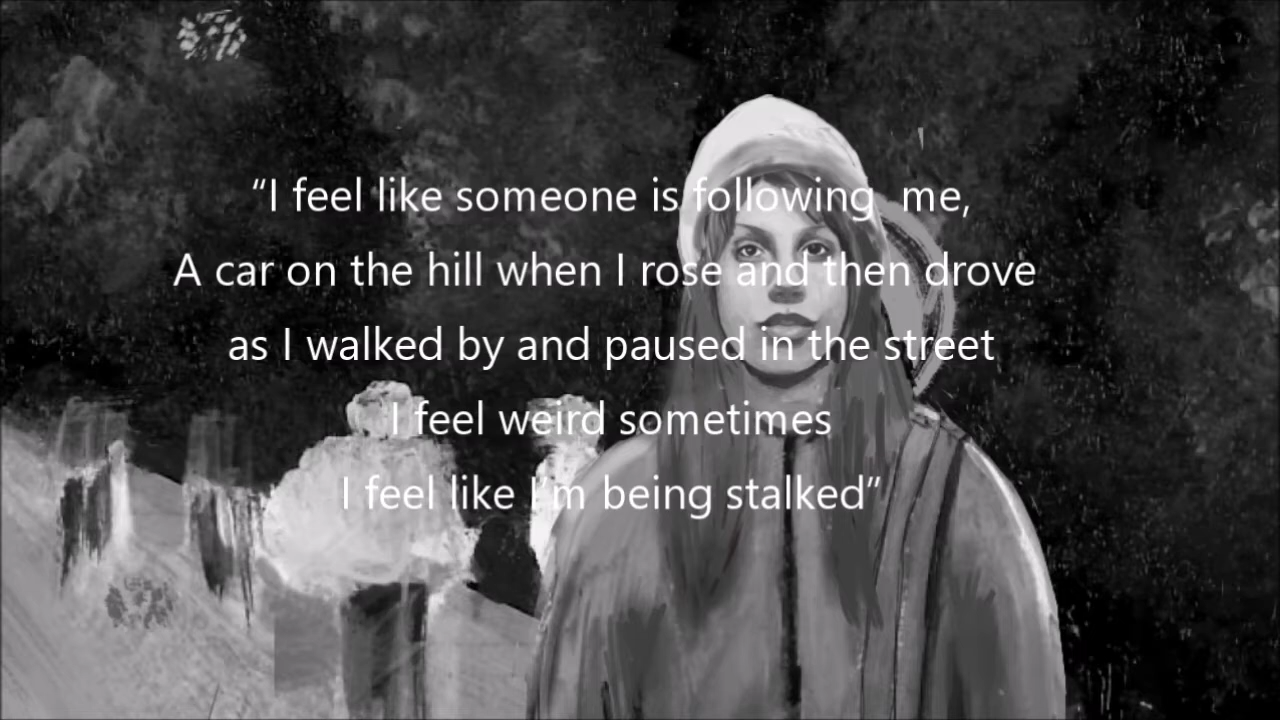 “I feel like someone is following  me,
A car on the hill when I rose and then drove
as I walked by and paused in the street
I feel weird sometimes
I feel like I’m being stalked”